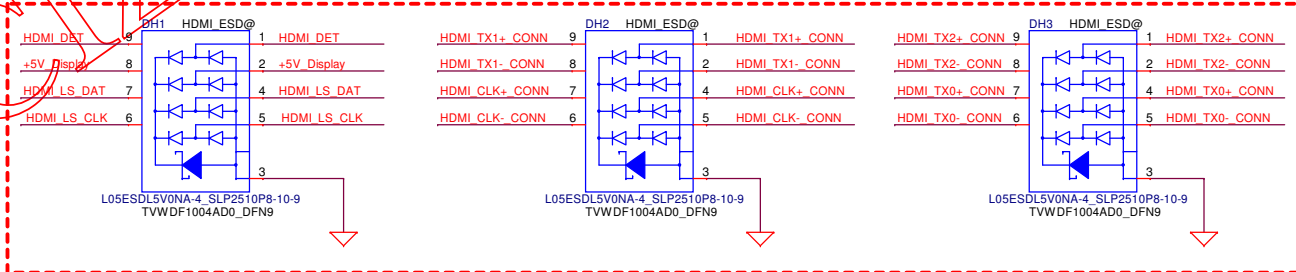 DH1 HDMI_ESD@
HDMI_DET 9 1 HDMI_DET
+5V_Display 8 2 +5V_Display
HDMI_LS_DAT 7 4 HDMI_LS_DAT
HDMI_LS_CLK 6 5 HDMI_LS_CLK
3
L05ESDL5V0NA-4_SLP2510P8-10-9
TVWDF1004AD0_DFN9
DH2 HDMI_ESD@
HDMI_TX1+_CONN 9 1 HDMI_TX1+_CONN
HDMI_TX1-_CONN 8 2 HDMI_TX1-_CONN
HDMI_CLK+_CONN 7 4 HDMI_CLK+_CONN
HDMI_CLK-_CONN 6 5 HDMI_CLK-_CONN
3
L05ESDL5V0NA-4_SLP2510P8-10-9
TVWDF1004AD0_DFN9
DH3 HDMI_ESD@
HDMI_TX2+_CONN 9 1 HDMI_TX2+_CONN
HDMI_TX2-_CONN 8 2 HDMI_TX2-_CONN
HDMI_TX0+_CONN 7 4 HDMI_TX0+_CONN
HDMI_TX0-_CONN 6 5 HDMI_TX0-_CONN
3
L05ESDL5V0NA-4_SLP2510P8-10-9
TVWDF1004AD0_DFN9